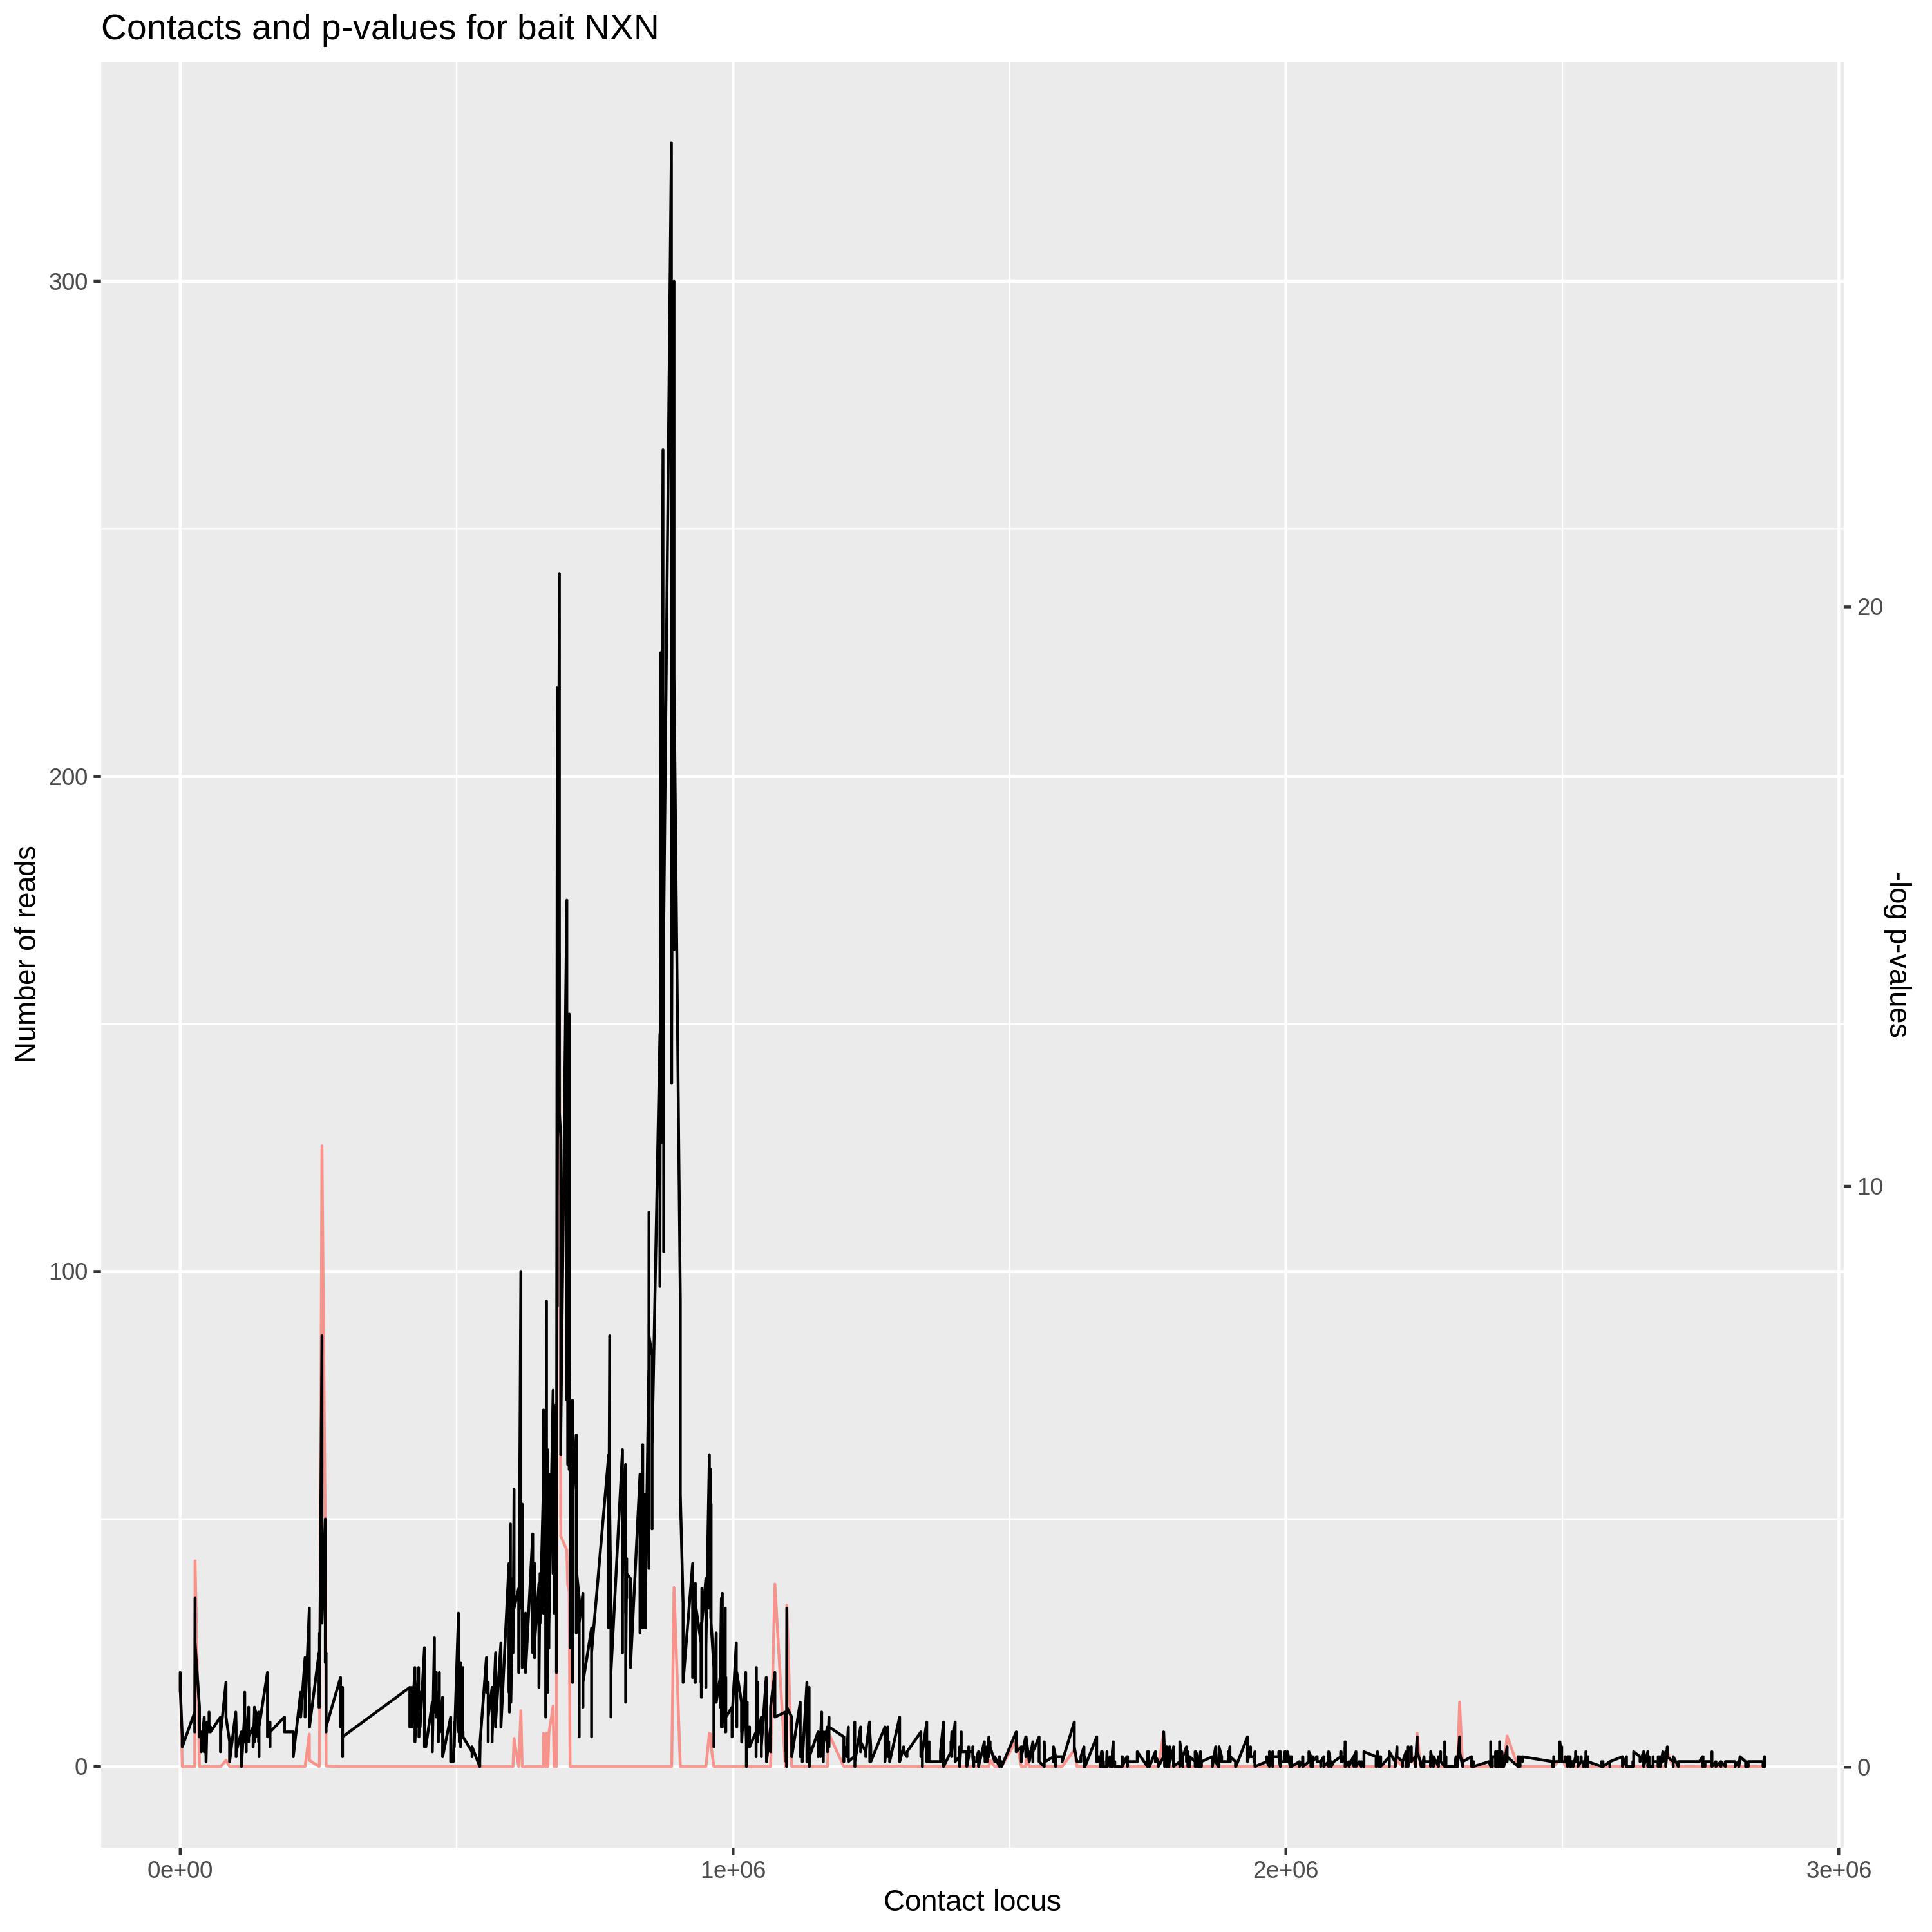 Contacts and p-values for bait NXN
300
200
100
0
Number of reads
20
10
0
-log p-values
0e+00
1e+06
2e+06
3e+06
Contact locus